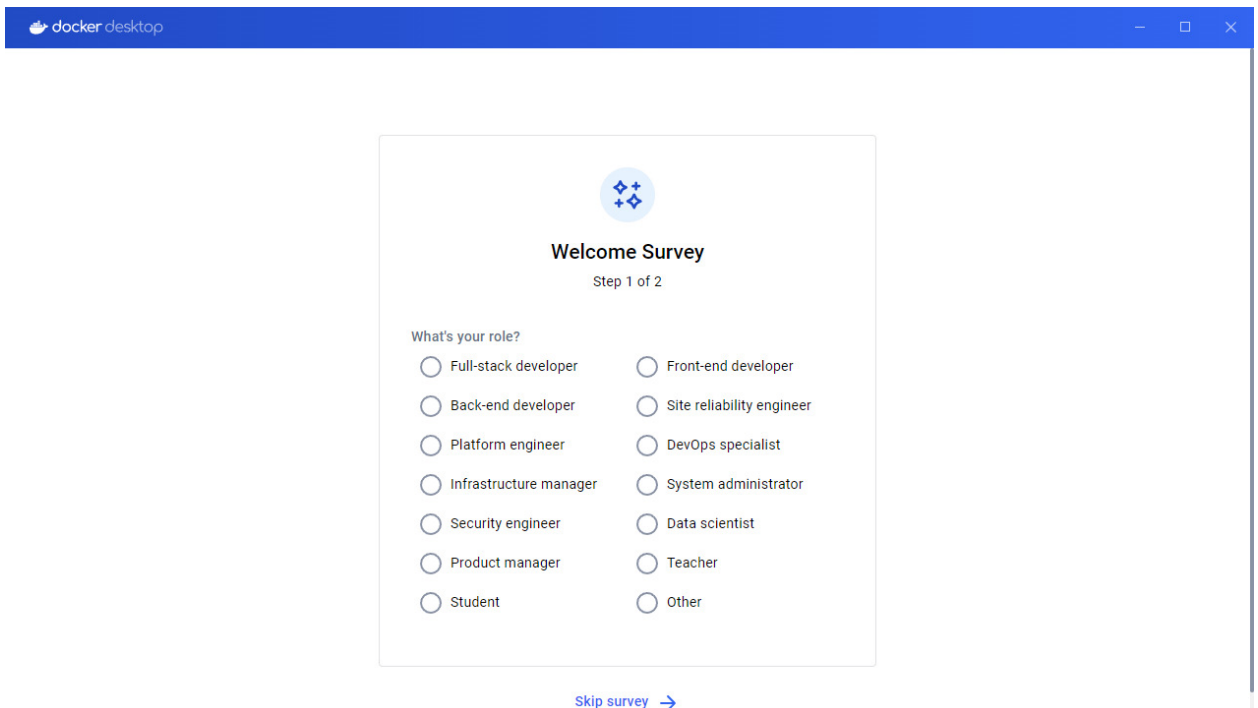 docker desktop
Welcome Survey
Step 1 of 2
What's your role?
Full-stack developer
Front-end developer
Back-end developer
Site reliability engineer
Platform engineer
DevOps specialist
Infrastructure manager
System administrator
Security engineer
Data scientist
Product manager
Teacher
Student
Other
Skip survey